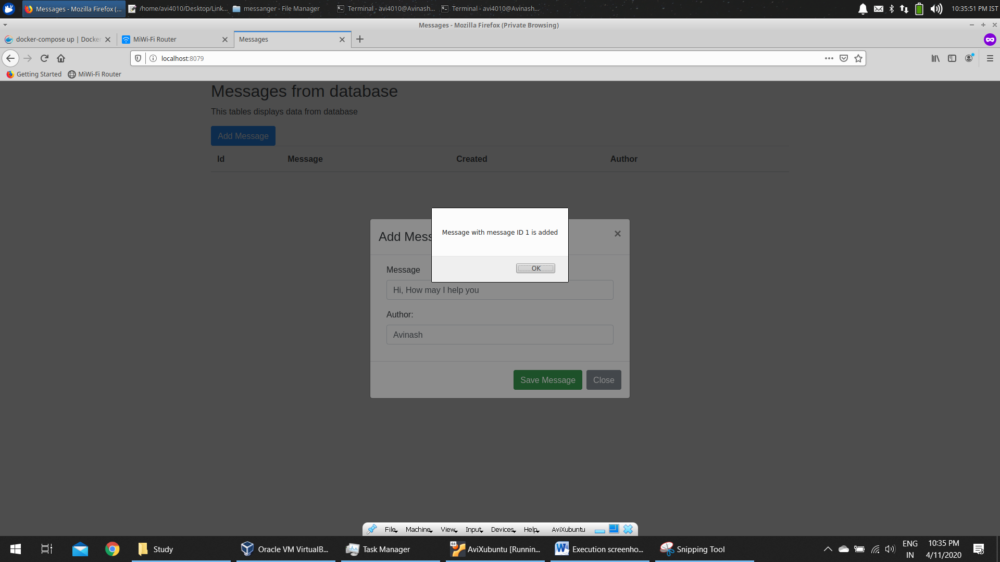 Messages - Mozilla Firefox (...
/home/avi4010/Desktop/Link...
messanger - File Manager
Terminal - avi4010@Avinash...
Terminal - avi4010@Avinash...
10:35:51 PM IST
Messages - Mozilla Firefox (Private Browsing)
docker-compose up | Docker
MiWi-Fi Router
Messages
localhost:8079
Getting Started
MiWi-Fi Router
Messages from database
This tables displays data from database
Add Message
Id Message Created Author
Message with message ID 1 is added
OK
Add Mess
Message
Hi, How may I help you
Author:
Avinash
Save Message
Close
File Machine View Input Devices Help AviXubuntu
Study
Oracle VM VirtualB...
Task Manager
64
AviXubuntu [Runnin...
Execution screenho...
Snipping Tool
ENG
IN
10:35 PM
4/11/2020